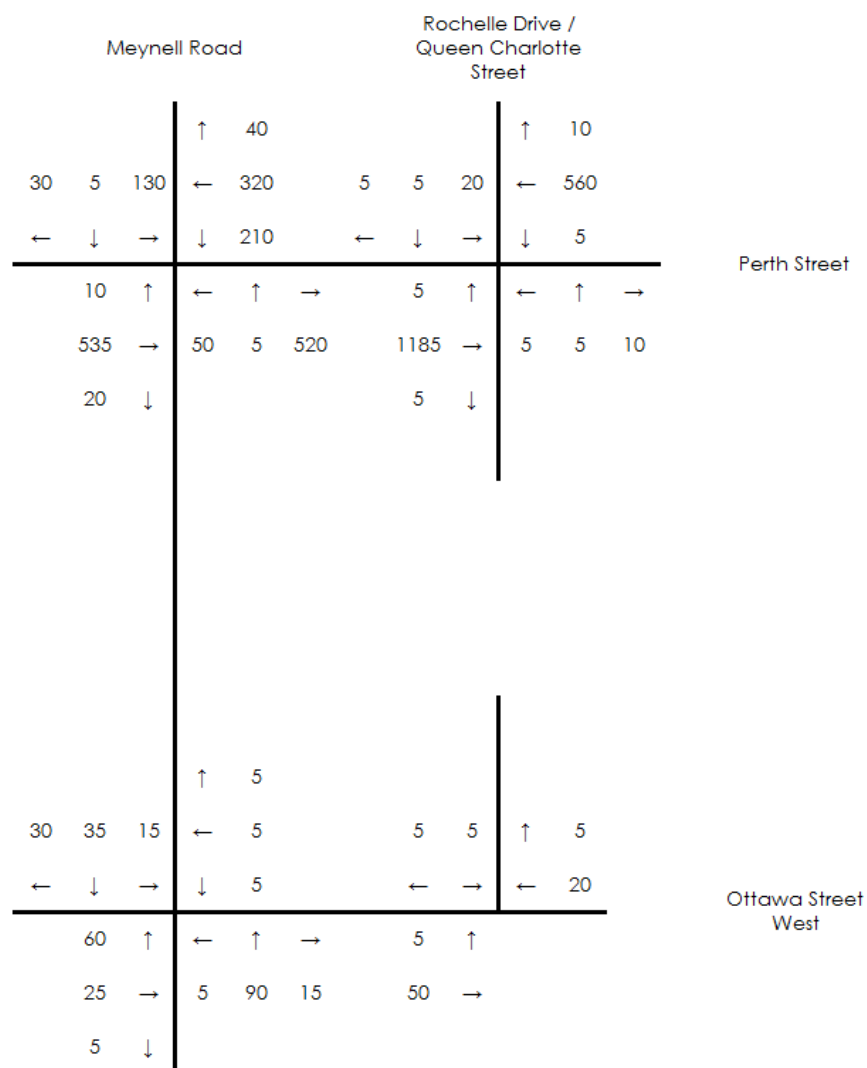 Rochelle Drive /
Meynell Road Queen Charlotte
Street
↑ 40 ↑ 10
30 5 130 ← 320 5 5 20 ← 560
← ↓ → ↓ 210 ← ↓ → ↓ 5
Perth Street
10 ↑ ← ↑ → 5 ↑ ← ↑ →
535 → 50 5 520 1185 → 5 5 10
20 ↓ 5 ↓
↑ 5
30 35 15 ← 5 5 5 ↑ 5
← ↓ → ↓ 5 ← → ← 20
Ottawa Street
West
60 ↑ ← ↑ → 5 ↑
25 → 5 90 15 50 →
5 ↓